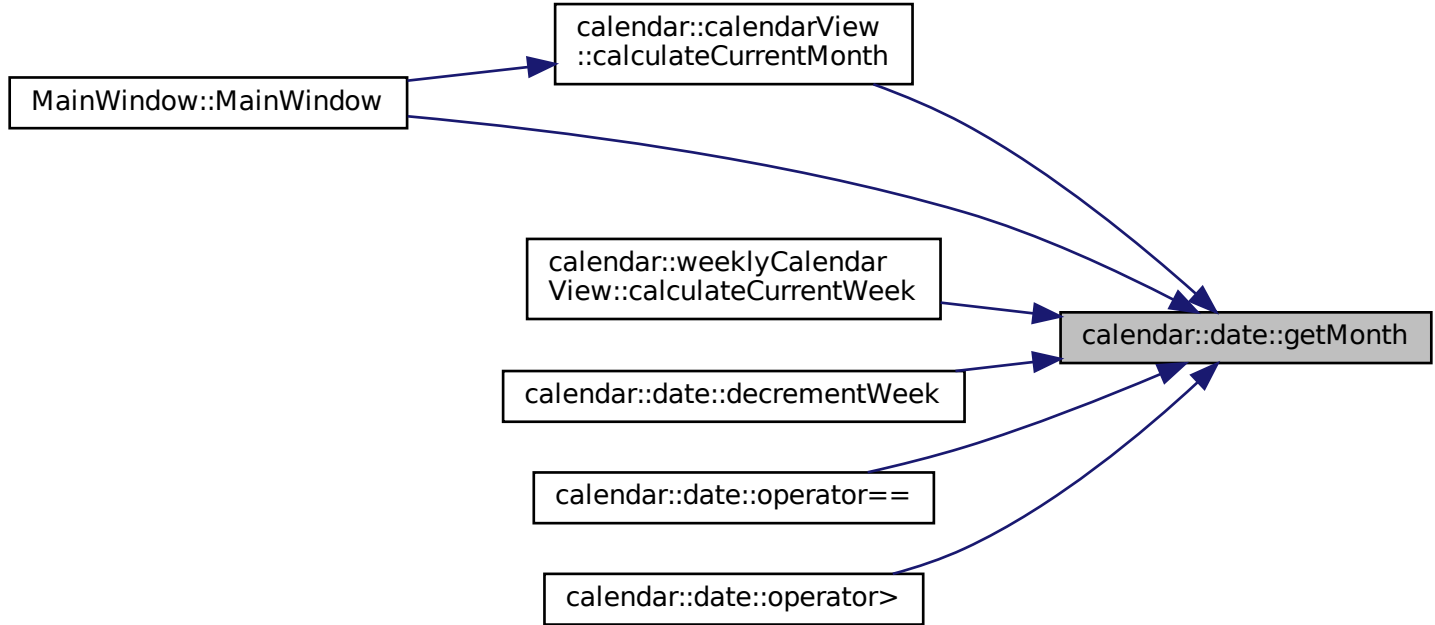 calendar::calendarView
::calculateCurrentMonth
MainWindow::MainWindow
calendar::weeklyCalendar
View::calculateCurrentWeek
calendar::date::getMonth
calendar::date::decrementWeek
calendar::date::operator==
calendar::date::operator>